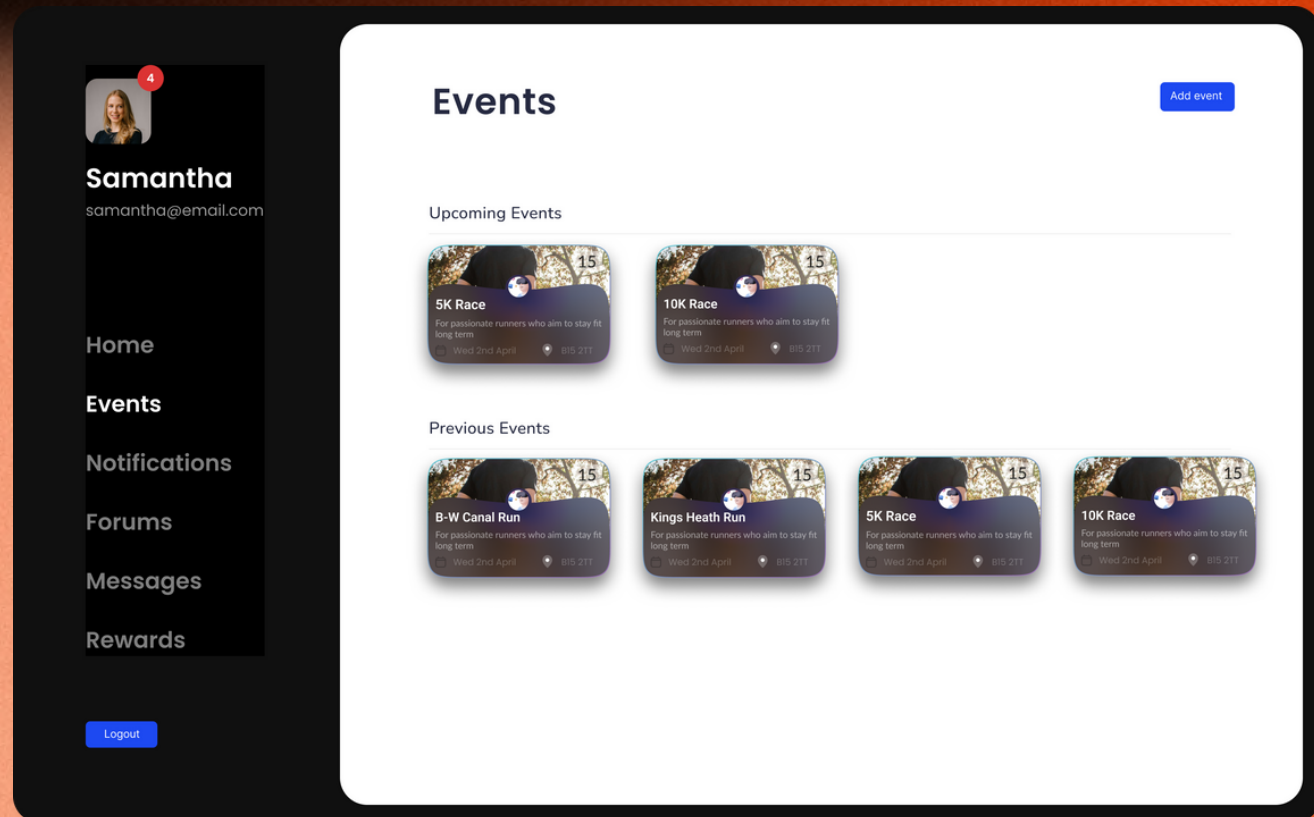 4
Samantha
samantha@email.com
Home
Events
Notifications
Forums
Messages
Rewards
Logout
Events
Add event
Upcoming Events
15
5K Race
For passionate runners who aim to stay fit
long term
Wed 2nd April
B15 2TT
15
10K Race
For passionate runners who aim to stay fit
long term
Wed 2nd April
B15 2TT
Previous Events
15
B-W Canal Run
For passionate runners who aim to stay fit
long term
Wed 2nd April
B15 2TT
15
Kings Heath Run
For passionate runners who aim to stay fit
long term
Wed 2nd April
B15 2TT
15
5K Race
For passionate runners who aim to stay fit
long term
Wed 2nd April
B15 2TT
15
10K Race
For passionate runners who aim to stay fit
long term
Wed 2nd April
B15 2TT